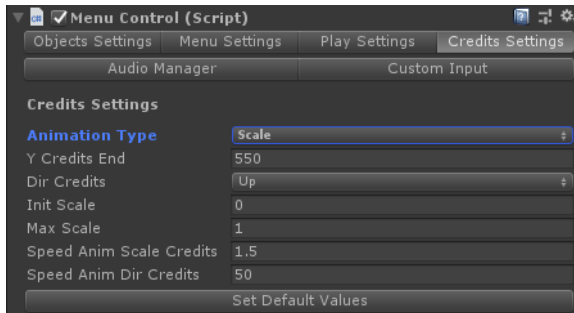 Menu Control (Script)
Objects Settings Menu Settings Play Settings Credits Settings
Audio Manager Custom Input
Credits Settings
Animation Type Scale
Y Credits End 550
Dir Credits Up
Init Scale 0
Max Scale 1
Speed Anim Scale Credits 1.5
Speed Anim Dir Credits 50
Set Default Values